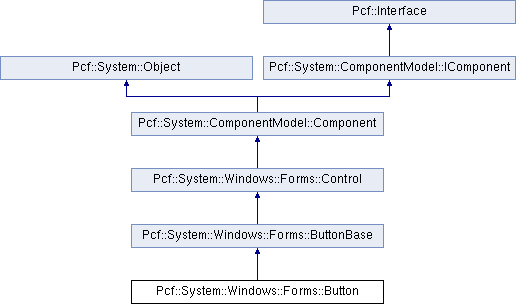 Pcf::Interface
Pcf::System::Object
Pcf::System::ComponentModel::IComponent
Pcf::System::ComponentModel::Component
Pcf::System::Windows::Forms::Control
Pcf::System::Windows::Forms::ButtonBase
Pcf::System::Windows::Forms::Button